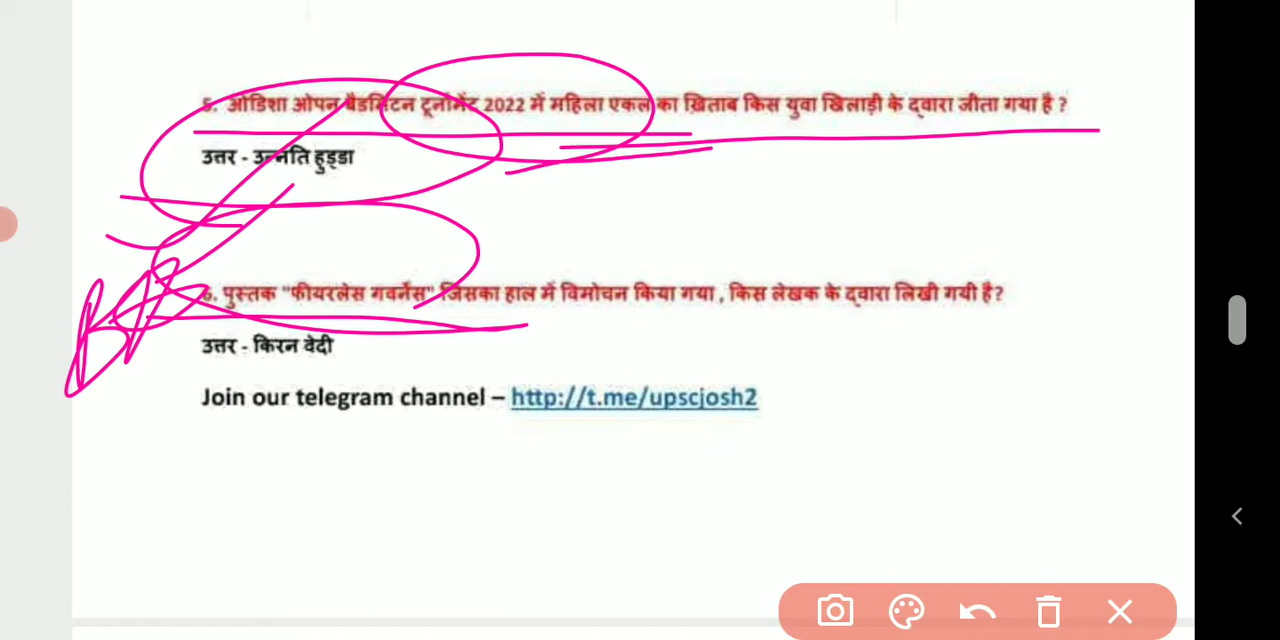 5. ओडिशा ओपन बैडमिंटन टूर्नामेंट 2022 में महिला एकल का ख़िताब किस युवा खिलाड़ी के द्वारा जीता गया है ?
उत्तर - उन्नति हुड्डा
6. पुस्तक "फीयरलेस गवर्नेंस" जिसका हाल में विमोचन किया गया , किस लेखक के द्वारा लिखी गयी है?
उत्तर - किरन वेदी
Join our telegram channel – http://t.me/upscjosh2